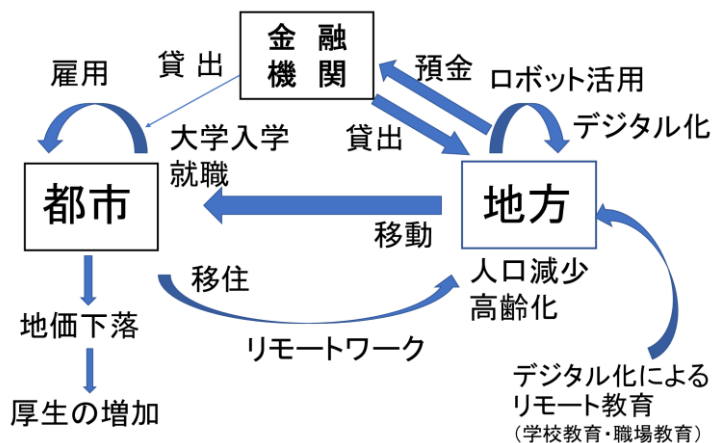 金 融
機 関
雇用
貸 出
預金
ロボット活用
デジタル化
大学入学
就職
貸出
都市
地方
移動
移住
人口減少
高齢化
地価下落
リモートワーク
厚生の増加
デジタル化による
リモート教育
(学校教育・職場教育)